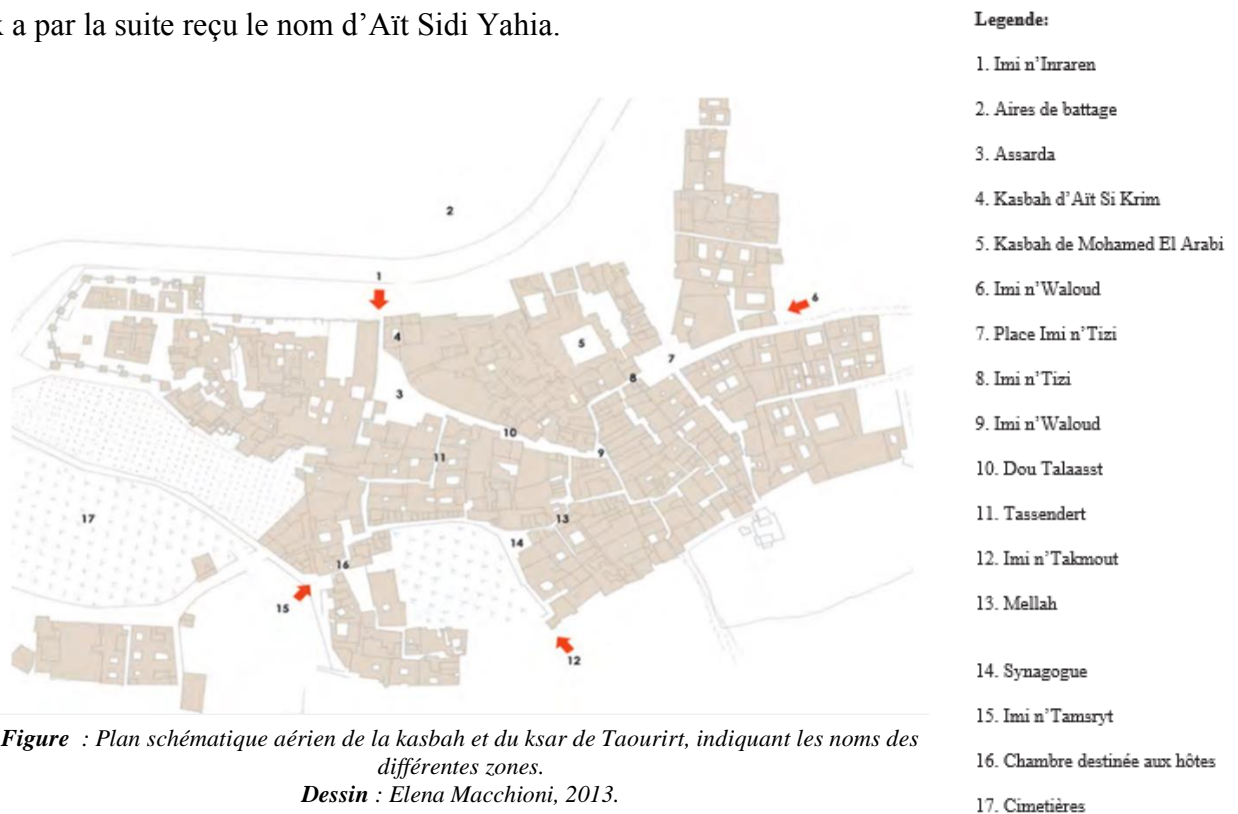 a par la suite reçu le nom d’Aït Sidi Yahia.
Legende:
1. Imi n’Inraren
2. Aires de battage
3. Assarda
4. Kasbah d’Aït Si Krim
5. Kasbah de Mohamed El Arabi
6. Imi n’Waloud
7. Place Imi n’Tizi
8. Imi n’Tizi
9. Imi n’Waloud
10. Dou Talaasst
11. Tassendert
12. Imi n’Takmout
13. Mellah
14. Synagogue
15. Imi n’Tamsryt
16. Chambre destinée aux hôtes
17. Cimetières
2
1
6
4
5
7
8
3
10
9
11
17
13
14
16
15
12
Figure : Plan schématique aérien de la kasbah et du ksar de Taourirt, indiquant les noms des
différentes zones.
Dessin : Elena Macchioni, 2013.